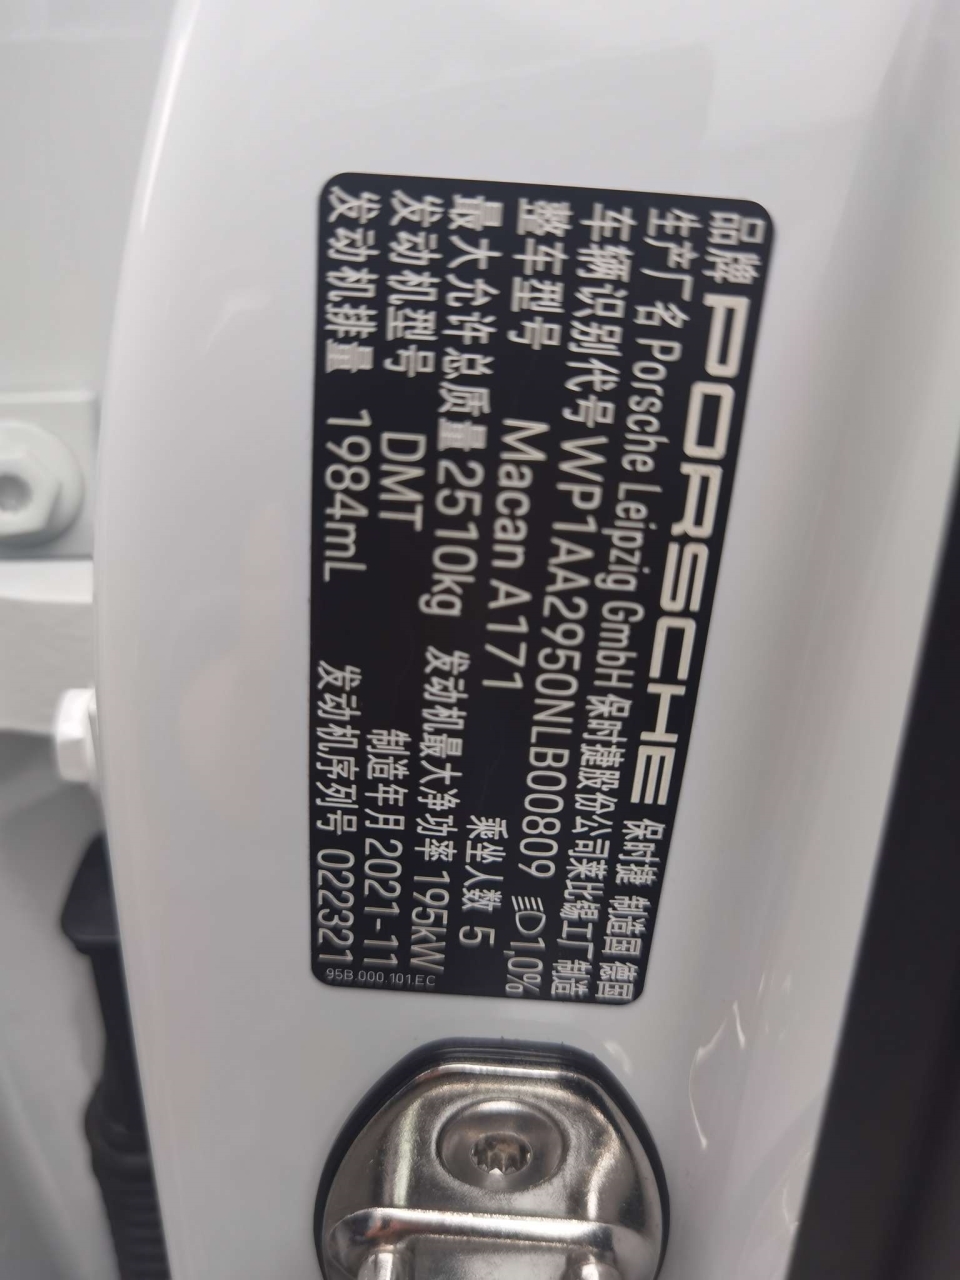 品牌 PORSCHE 保时捷 制造国 德国
生产厂名 Porsche Leipzig GmbH 保时捷股份公司莱比锡工厂 制造
车辆识别代号 WP1AA2950NLB00809 1,0%
整车型号 Macan A171 乘坐人数 5
最大允许总质量 2510kg 发动机最大净功率 195kW
发动机型号 DMT 制造年月 2021-11
发动机排量 1984mL 发动机序列号 022321
95B.000.101.EC